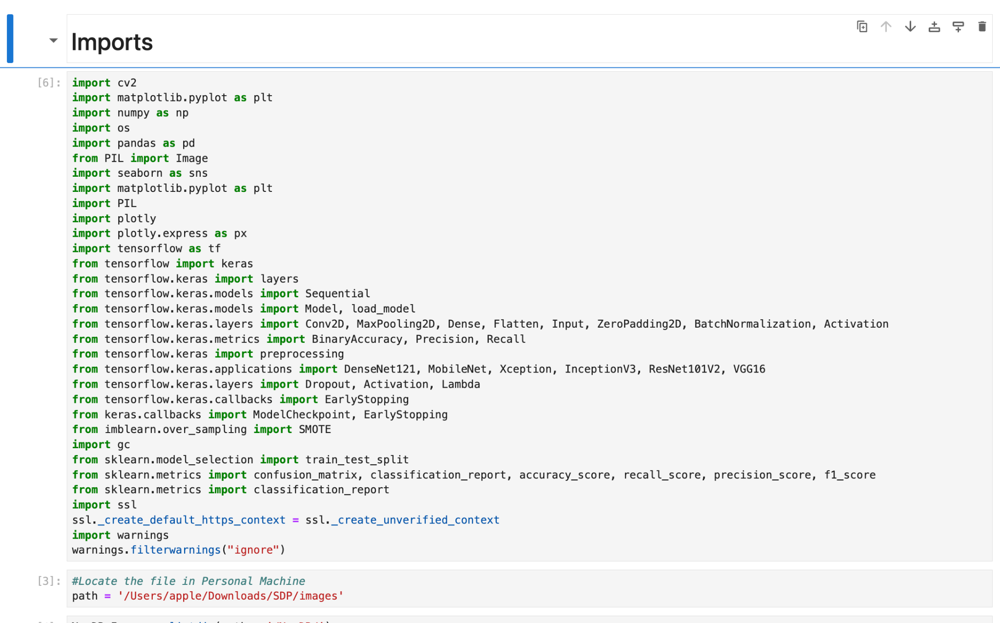 Imports
[6]:
import cv2
import matplotlib.pyplot as plt
import numpy as np
import os
import pandas as pd
from PIL import Image
import seaborn as sns
import matplotlib.pyplot as plt
import PIL
import plotly
import plotly.express as px
import tensorflow as tf
from tensorflow import keras
from tensorflow.keras import layers
from tensorflow.keras.models import Sequential
from tensorflow.keras.models import Model, load_model
from tensorflow.keras.layers import Conv2D, MaxPooling2D, Dense, Flatten, Input, ZeroPadding2D, BatchNormalization, Activation
from tensorflow.keras.metrics import BinaryAccuracy, Precision, Recall
from tensorflow.keras import preprocessing
from tensorflow.keras.applications import DenseNet121, MobileNet, Xception, InceptionV3, ResNet101V2, VGG16
from tensorflow.keras.layers import Dropout, Activation, Lambda
from tensorflow.keras.callbacks import EarlyStopping
from keras.callbacks import ModelCheckpoint, EarlyStopping
from imblearn.over_sampling import SMOTE
import gc
from sklearn.model_selection import train_test_split
from sklearn.metrics import confusion_matrix, classification_report, accuracy_score, recall_score, precision_score, f1_score
from sklearn.metrics import classification_report
import ssl
ssl._create_default_https_context = ssl._create_unverified_context
import warnings
warnings.filterwarnings("ignore")
[3]:
#Locate the file in Personal Machine
path = '/Users/apple/Downloads/SDP/images'